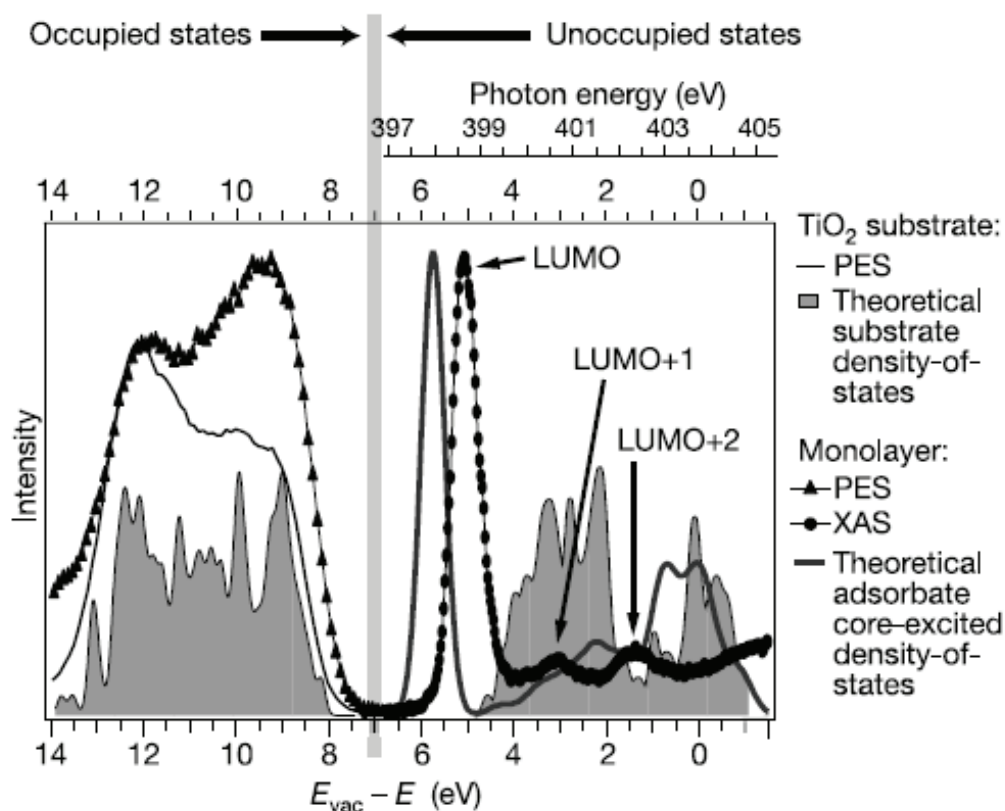 Occupied states
Unoccupied states
Photon energy (eV)
397 399 401 403 405
14 12 10 8 6 4 2 0
LUMO
LUMO+1
LUMO+2
Intensity
TiO₂ substrate:
PES
Theoretical
substrate
density-of-
states
Monolayer:
PES
XAS
Theoretical
adsorbate
core-excited
density-of-
states
14 12 10 8 6 4 2 0
E_vac – E (eV)